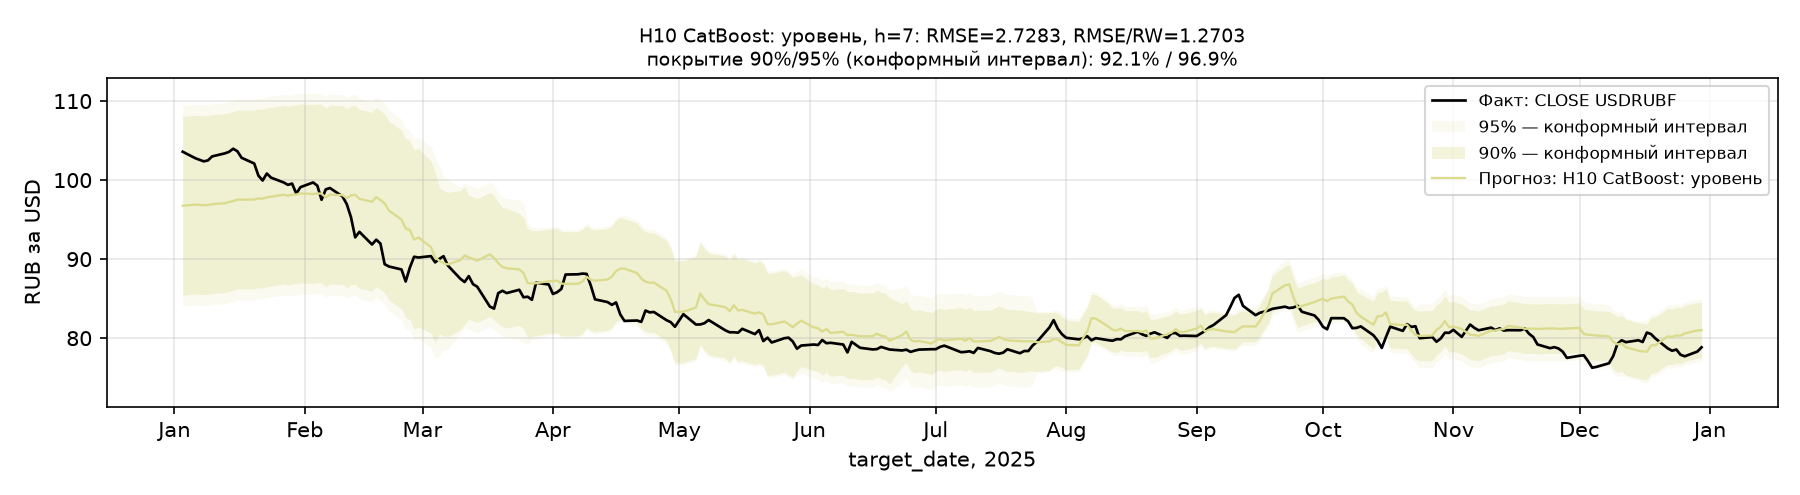 H10 CatBoost: уровень, h=7: RMSE=2.7283, RMSE/RW=1.2703
покрытие 90%/95% (конформный интервал): 92.1% / 96.9%
110
100
90
80
RUB за USD
Факт: CLOSE USDRUBF
95% — конформный интервал
90% — конформный интервал
Прогноз: H10 CatBoost: уровень
Jan Feb Mar Apr May Jun Jul Aug Sep Oct Nov Dec Jan
target_date, 2025